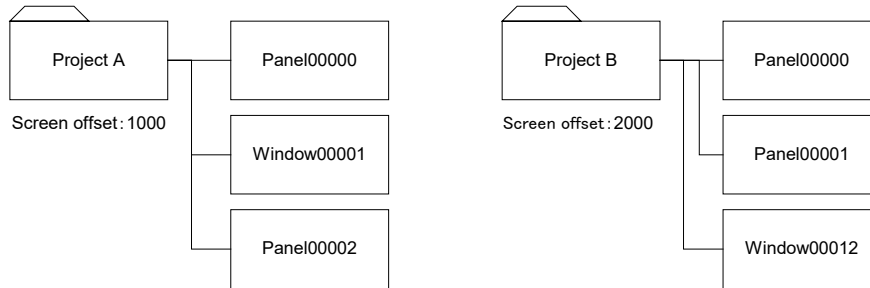 Project A
Panel00000
Screen offset:1000
Window00001
Panel00002
Project B
Panel00000
Screen offset:2000
Panel00001
Window00012